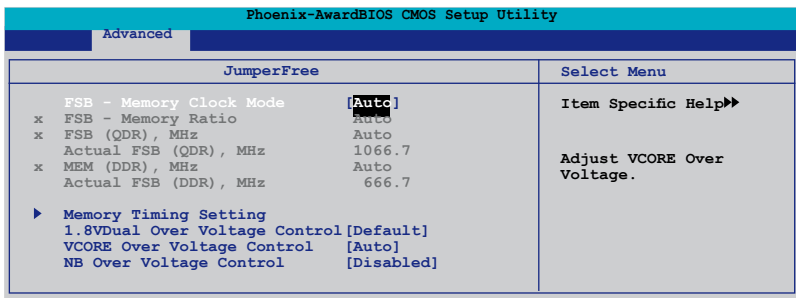 Phoenix-AwardBIOS CMOS Setup Utility
Advanced
JumperFree
Select Menu
FSB - Memory Clock Mode [Auto]
x FSB - Memory Ratio Auto
x FSB (QDR), MHz Auto
Actual FSB (QDR), MHz 1066.7
x MEM (DDR), MHz Auto
Actual FSB (DDR), MHz 666.7
Memory Timing Setting
1.8VDual Over Voltage Control [Default]
VCORE Over Voltage Control [Auto]
NB Over Voltage Control [Disabled]
Item Specific Help
Adjust VCORE Over
Voltage.